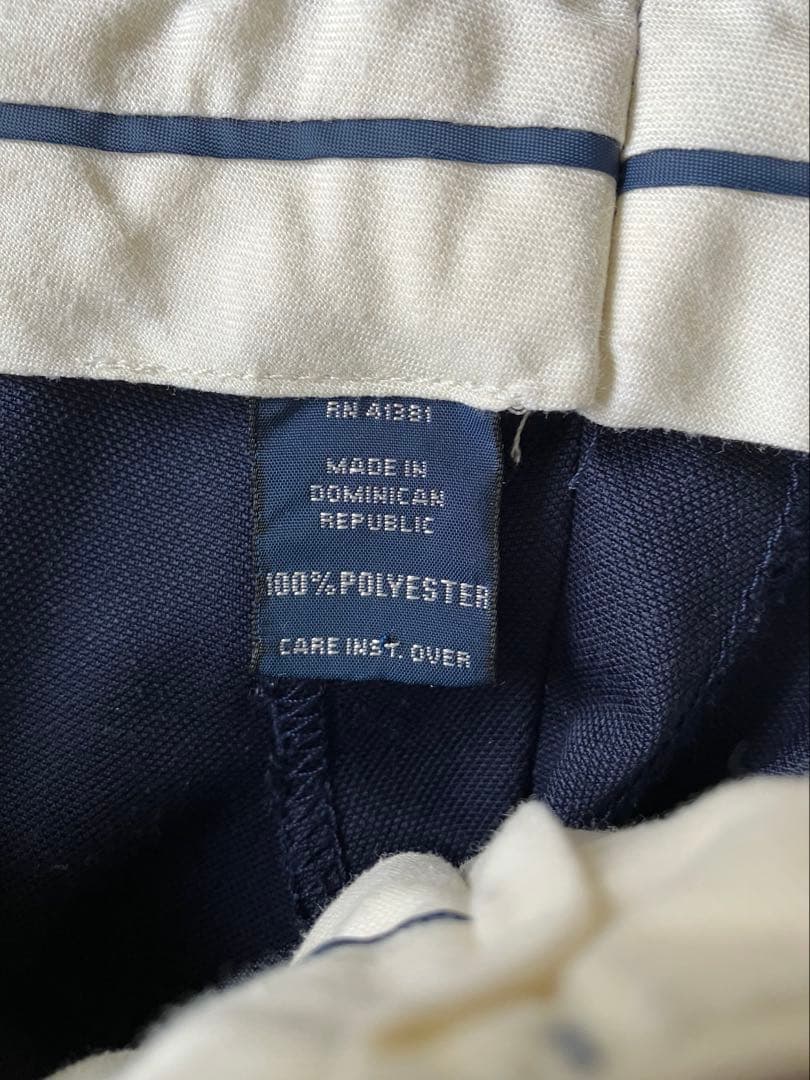 RN 41381
MADE IN
DOMINICAN
REPUBLIC
100% POLYESTER
CARE INST. OVER